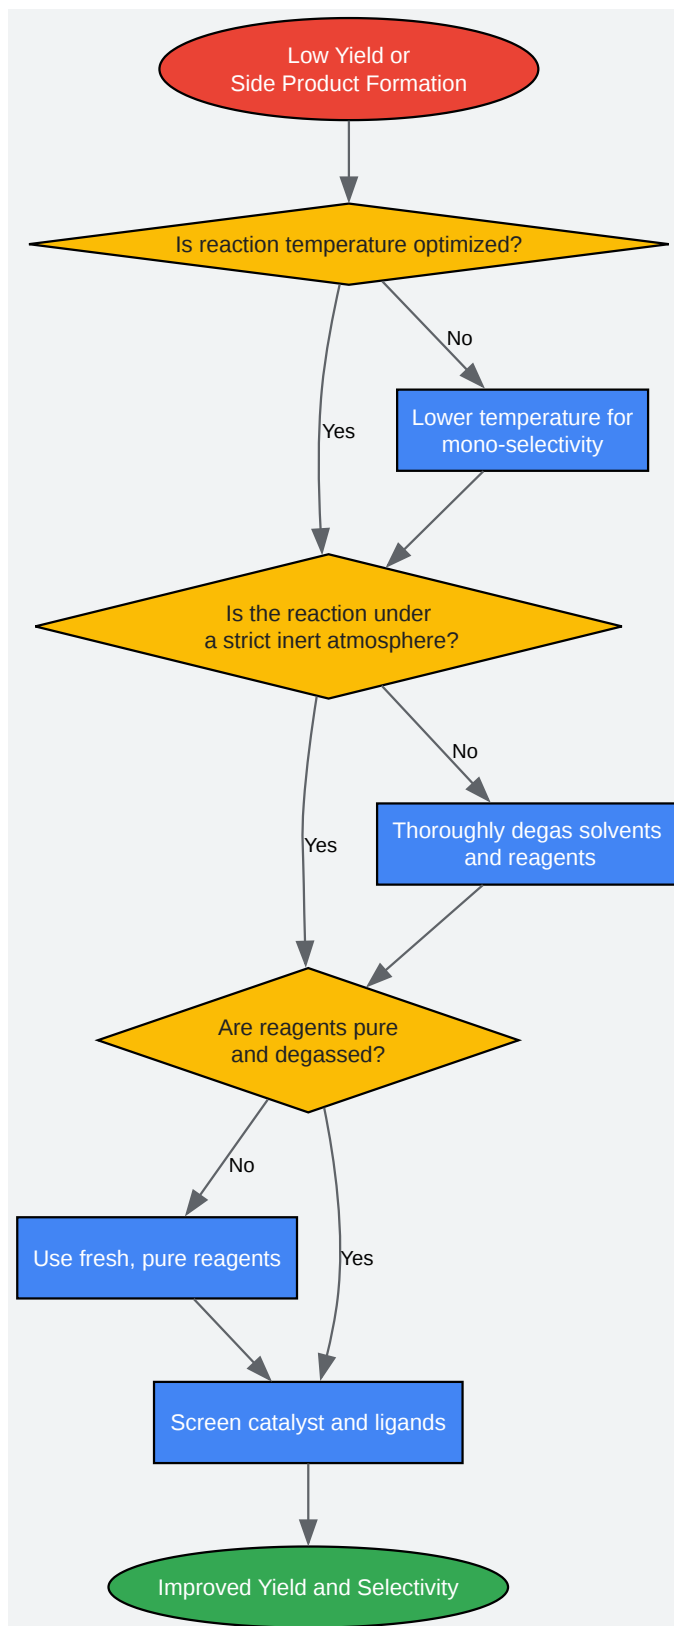 Low Yield or
Side Product Formation
Is reaction temperature optimized?
No
Lower temperature for
mono-selectivity
Yes
Is the reaction under
a strict inert atmosphere?
No
Thoroughly degas solvents
and reagents
Yes
Are reagents pure
and degassed?
No
Use fresh, pure reagents
Yes
Screen catalyst and ligands
Improved Yield and Selectivity